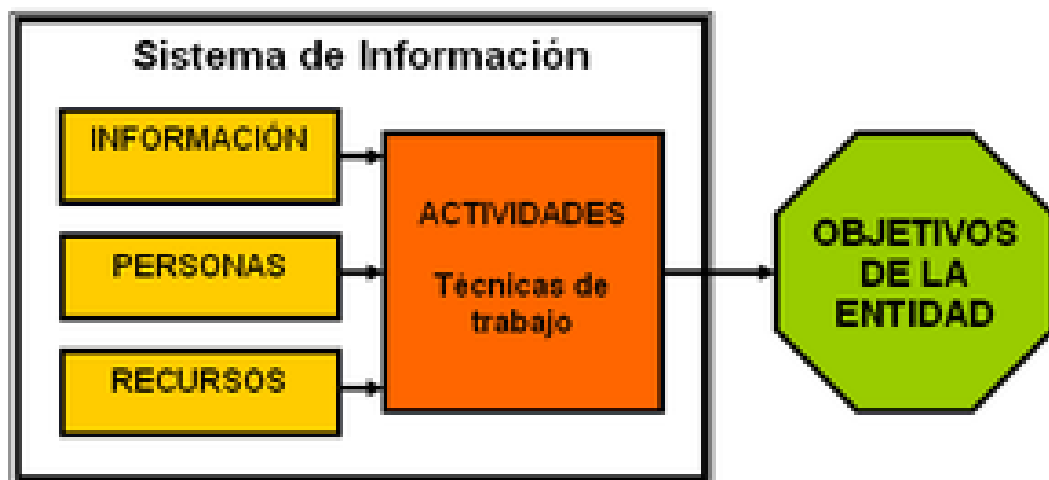 Sistema de Información
INFORMACIÓN
PERSONAS
RECURSOS
ACTIVIDADES
Técnicas de
trabajo
OBJETIVOS
DE LA
ENTIDAD